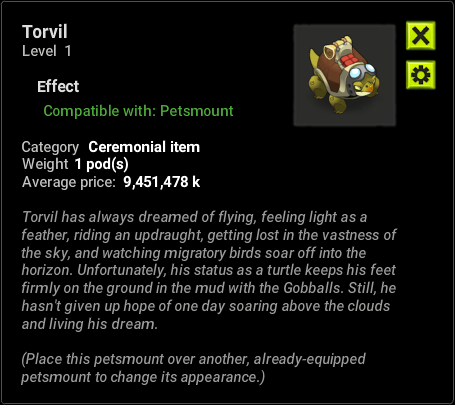 Torvil
Level 1
Effect
Compatible with: Petsmount
Category Ceremonial item
Weight 1 pod(s)
Average price: 9,451,478 k
Torvil has always dreamed of flying, feeling light as a
feather, riding an updraught, getting lost in the vastness of
the sky, and watching migratory birds soar off into the
horizon. Unfortunately, his status as a turtle keeps his feet
firmly on the ground in the mud with the Gobballs. Still, he
hasn't given up hope of one day soaring above the clouds
and living his dream.
(Place this petsmount over another, already-equipped
petsmount to change its appearance.)